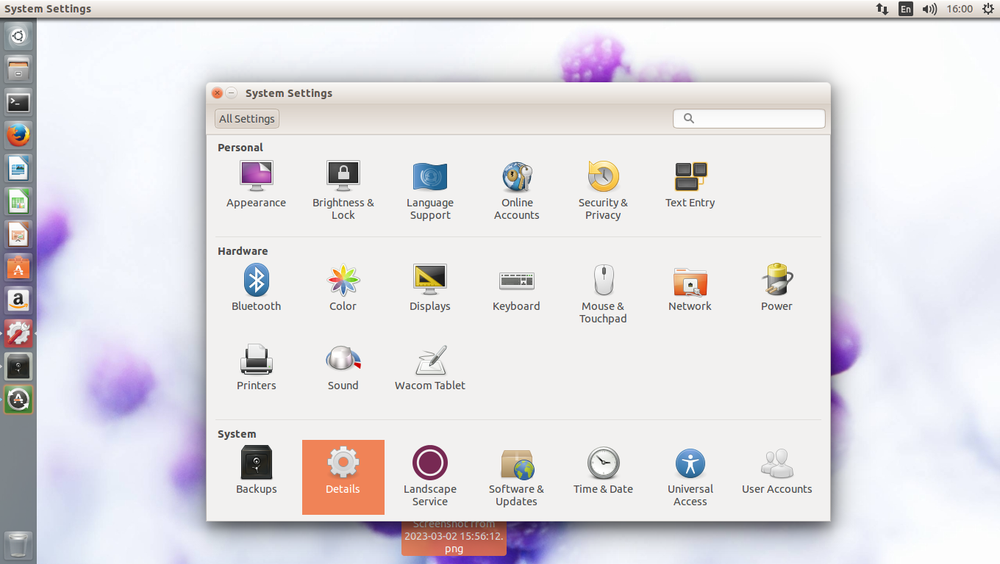 System Settings
En
16:00
System Settings
All Settings
Personal
Appearance
Brightness &
Lock
Language
Support
Online
Accounts
Security &
Privacy
Text Entry
Hardware
Bluetooth
Color
Displays
Keyboard
Mouse &
Touchpad
Network
Power
Printers
Sound
Wacom Tablet
System
Backups
Details
Landscape
Service
Software &
Updates
Time & Date
Universal
Access
User Accounts
Screenshot from
2023-03-02 15:56:12.
png